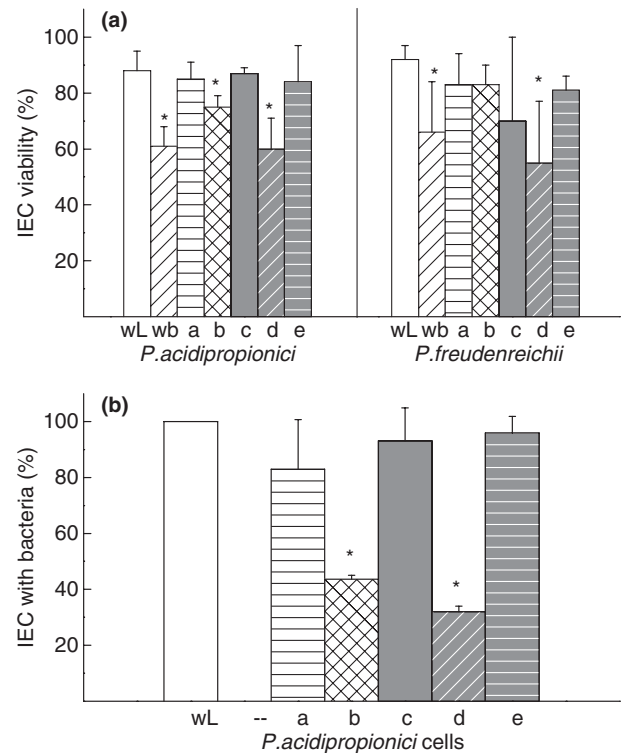 (a)
IEC viability (%)
100
80
60
40
20
* * * * *
wL wb a b c d e wL wb a b c d e
P.acidipropionici P.freudenreichii
(b)
IEC with bacteria (%)
100
80
60
40
20
* *
wL -- a b c d e
P.acidipropionici cells